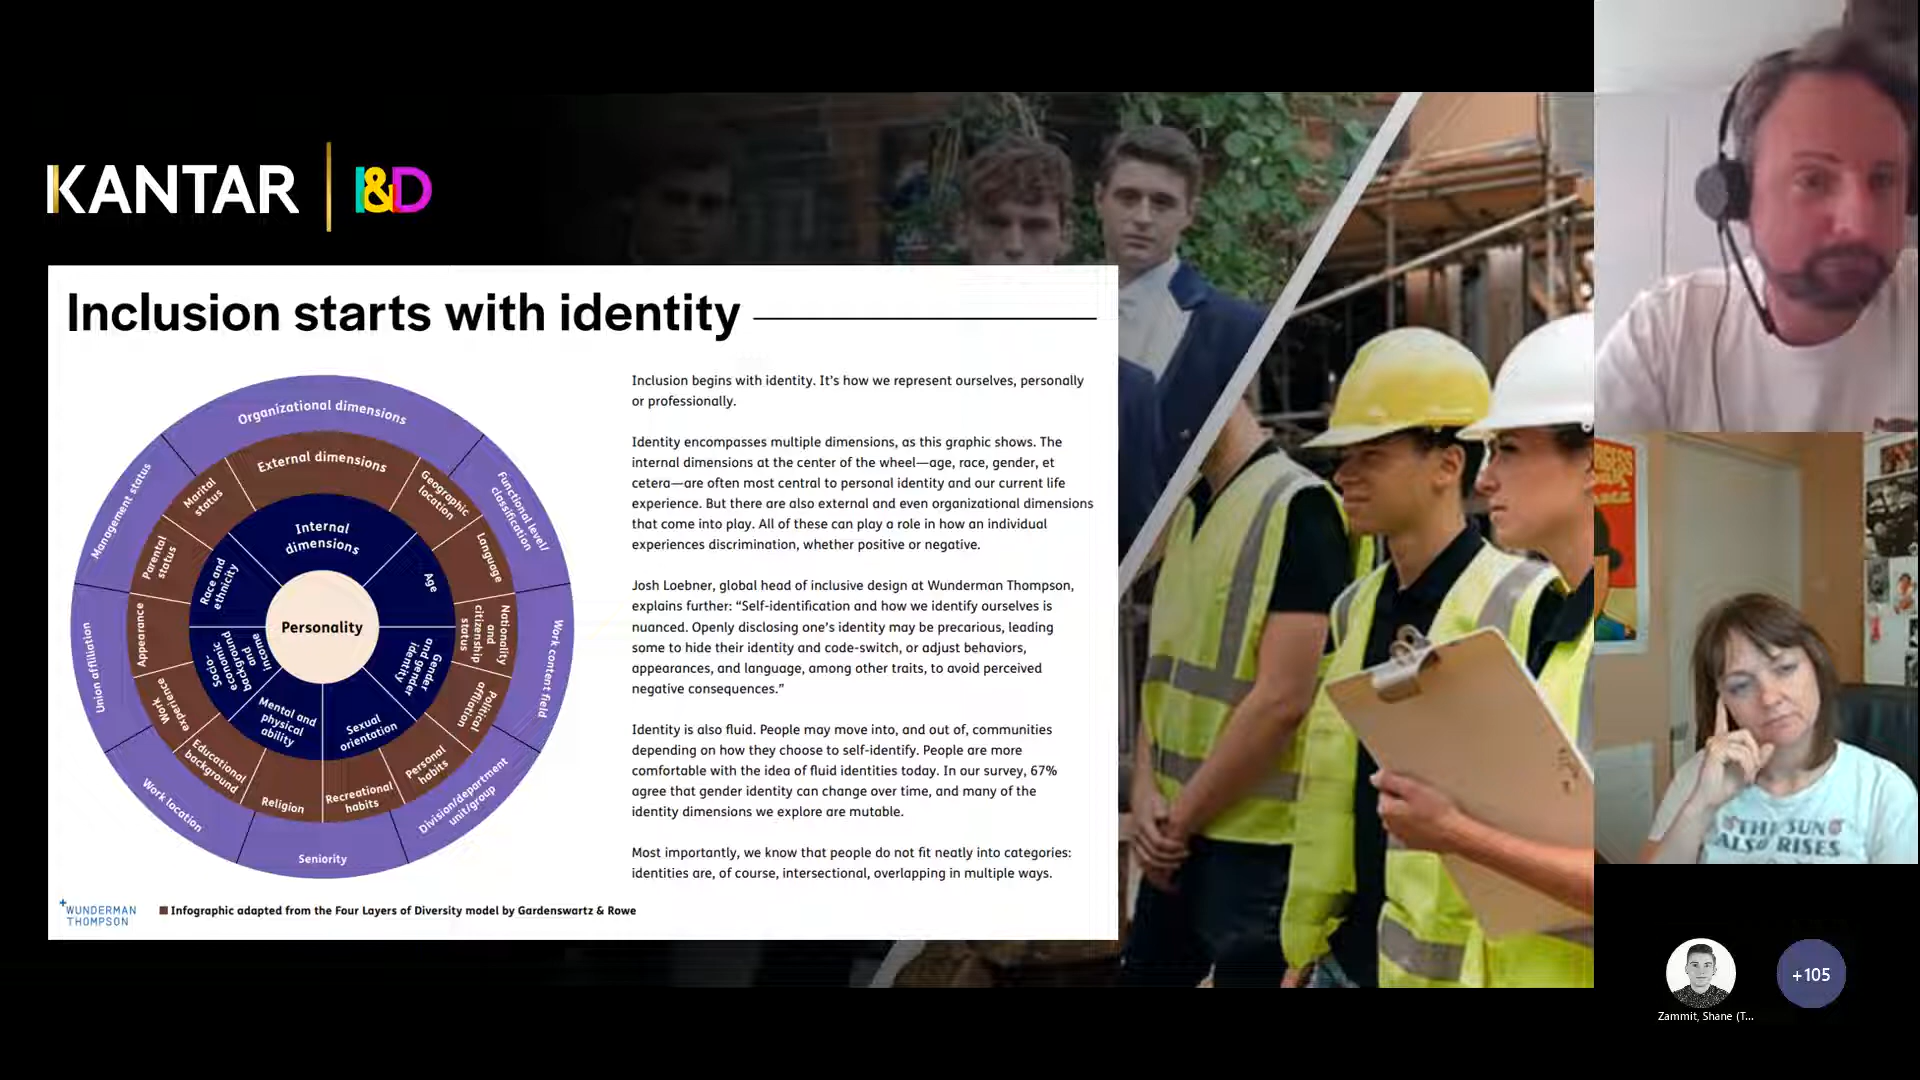 KANTAR
I&D
Inclusion starts with identity
Organizational dimensions
Functional level/
classification
Work content field
Division/department
unit/group
Seniority
Work location
Union affiliation
Management status
External dimensions
Geographic
location
Language
Nationality
and
citizenship
status
Political
affiliation
Personal
habits
Recreational
habits
Religion
Educational
background
Work
experience
Appearance
Parental
status
Marital
status
Internal
dimensions
Age
Gender
and gender
identity
Sexual
orientation
Mental and
physical
ability
Socio-
economic
background
and
income
Race and
ethnicity
Personality
Inclusion begins with identity. It’s how we represent ourselves, personally
or professionally.
Identity encompasses multiple dimensions, as this graphic shows. The
internal dimensions at the center of the wheel—age, race, gender, et
cetera—are often most central to personal identity and our current life
experience. But there are also external and even organizational dimensions
that come into play. All of these can play a role in how an individual
experiences discrimination, whether positive or negative.
Josh Loebner, global head of inclusive design at Wunderman Thompson,
explains further: “Self-identification and how we identify ourselves is
nuanced. Openly disclosing one’s identity may be precarious, leading
some to hide their identity and code-switch, or adjust behaviors,
appearances, and language, among other traits, to avoid perceived
negative consequences.”
Identity is also fluid. People may move into, and out of, communities
depending on how they choose to self-identify. People are more
comfortable with the idea of fluid identities today. In our survey, 67%
agree that gender identity can change over time, and many of the
identity dimensions we explore are mutable.
Most importantly, we know that people do not fit neatly into categories:
identities are, of course, intersectional, overlapping in multiple ways.
WUNDERMAN
THOMPSON
Infographic adapted from the Four Layers of Diversity model by Gardenswartz & Rowe
THE SUN
ALSO RISES
+105
Zammit, Shane (T...